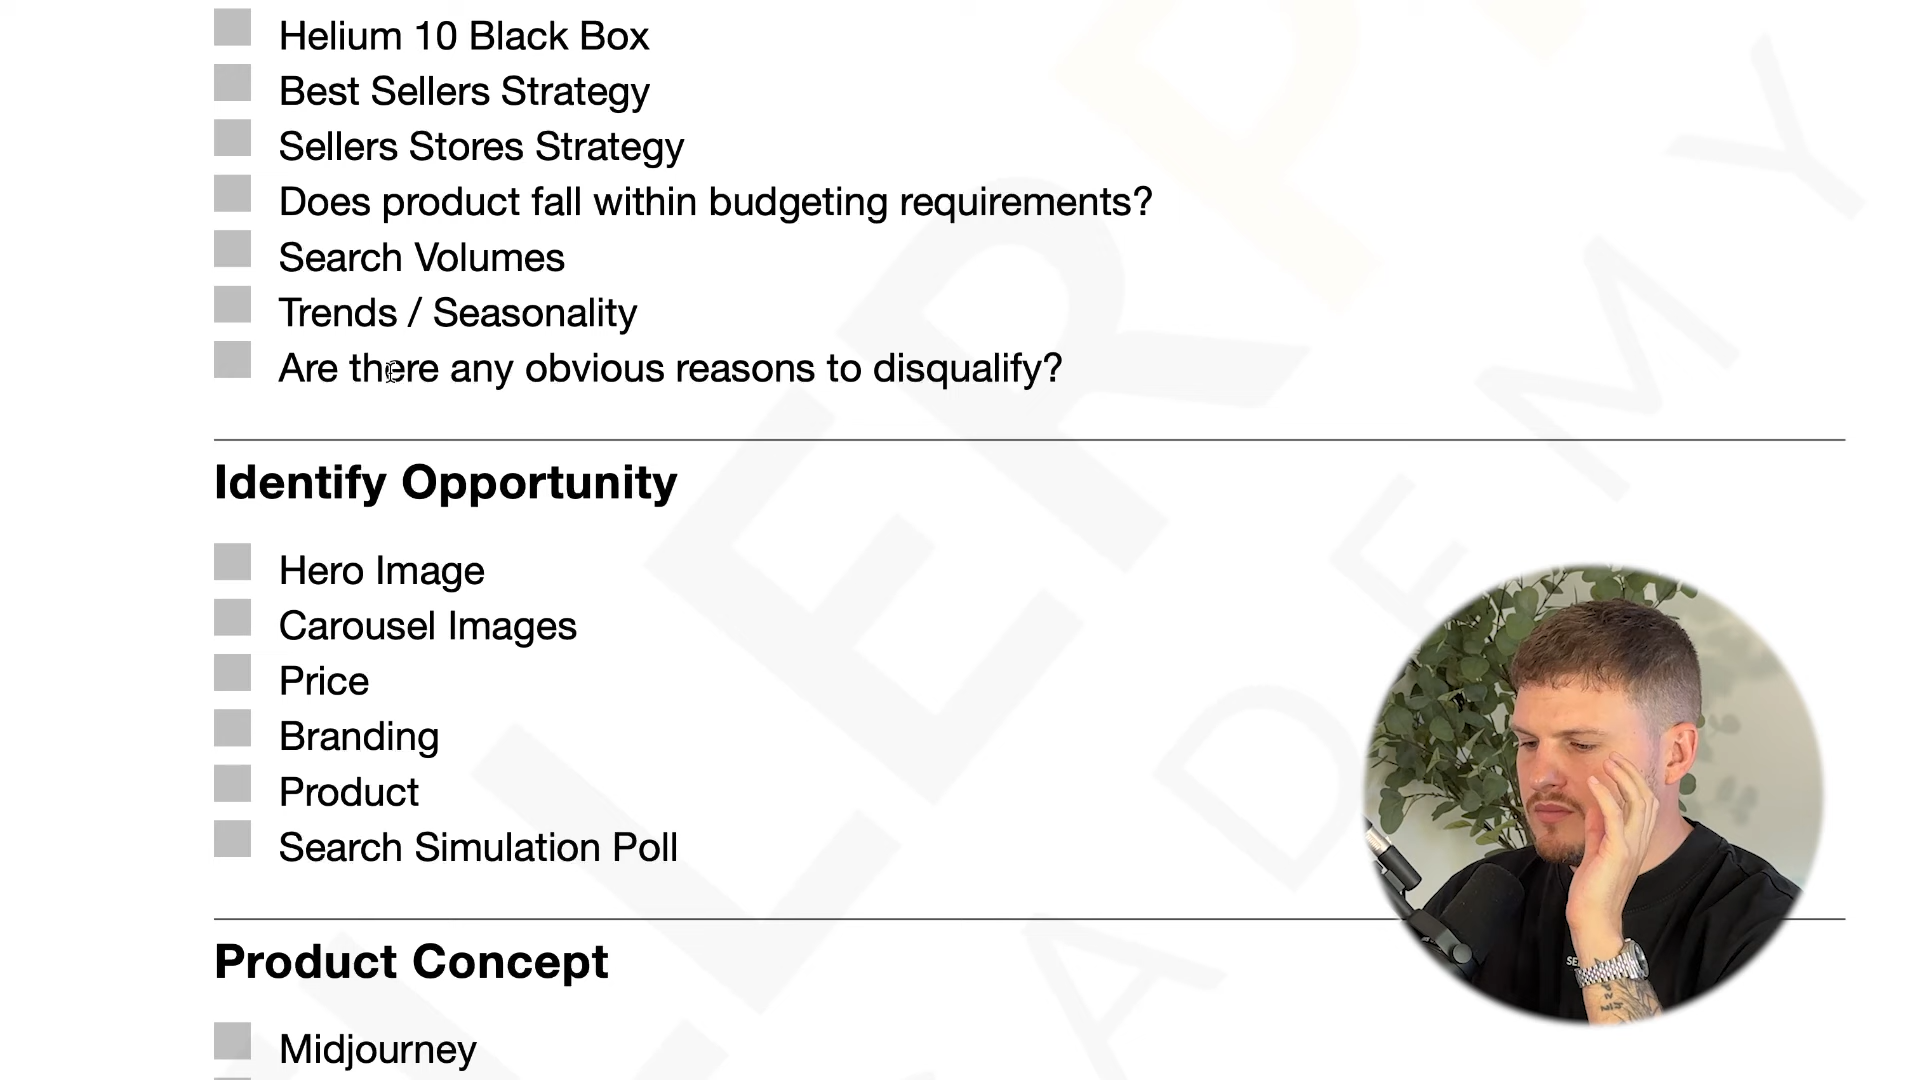 Helium 10 Black Box
Best Sellers Strategy
Sellers Stores Strategy
Does product fall within budgeting requirements?
Search Volumes
Trends / Seasonality
Are there any obvious reasons to disqualify?
Identify Opportunity
Hero Image
Carousel Images
Price
Branding
Product
Search Simulation Poll
Product Concept
Midjourney